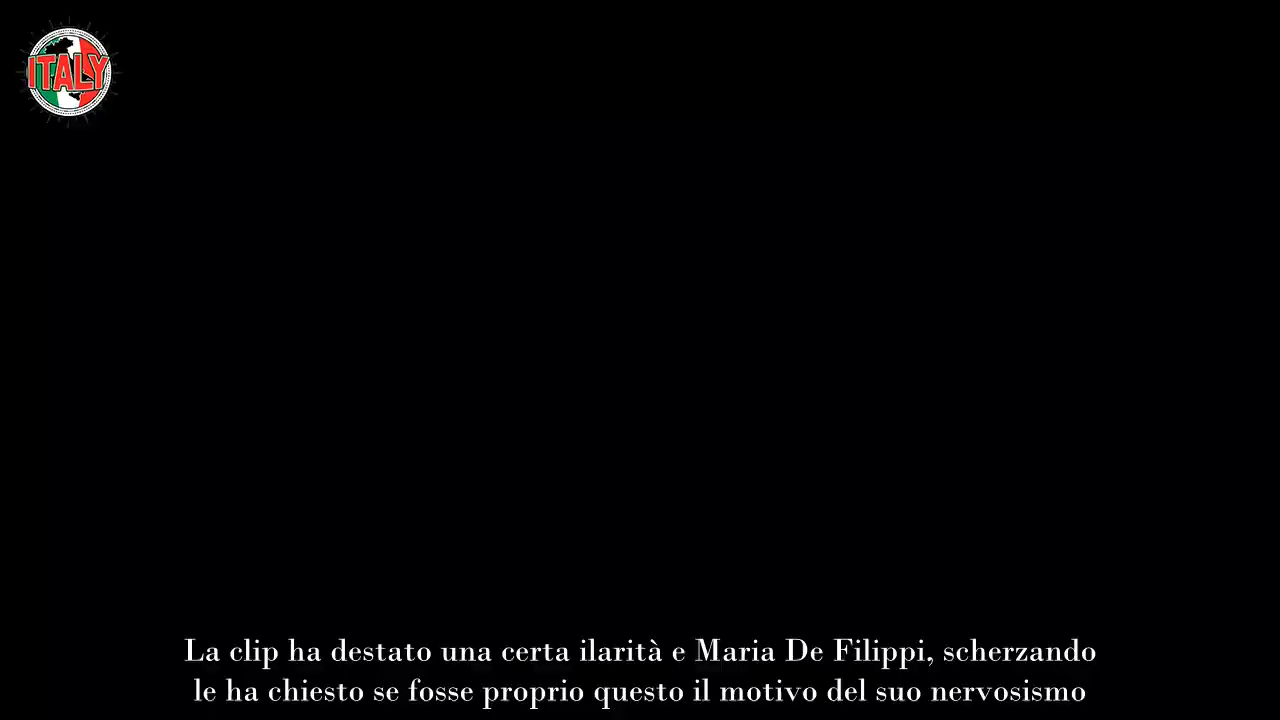 ITALY
La clip ha destato una certa ilarità e Maria De Filippi, scherzando
le ha chiesto se fosse proprio questo il motivo del suo nervosismo